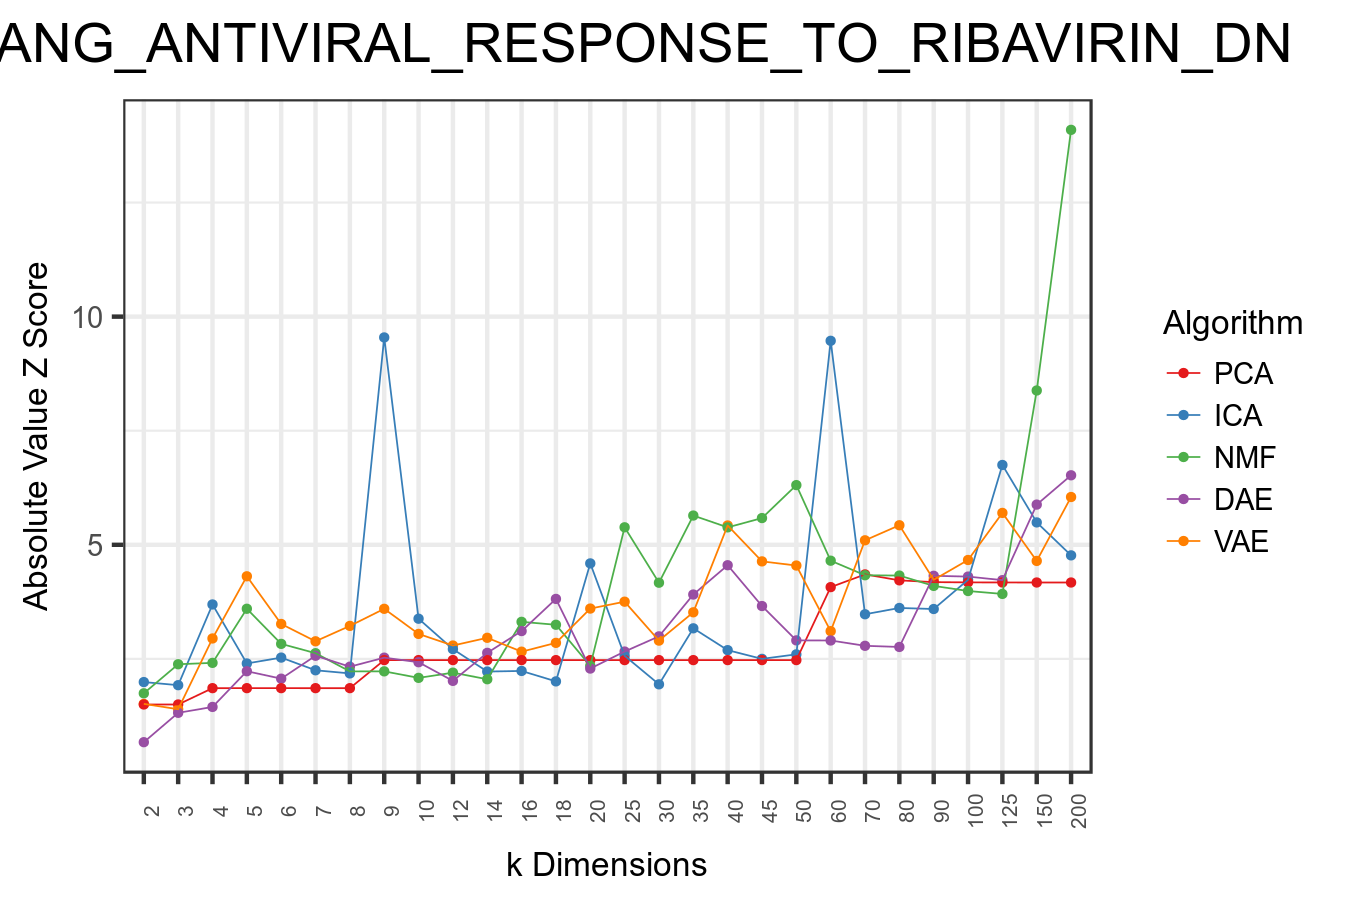 ANG_ANTIVIRAL_RESPONSE_TO_RIBAVIRIN_DN
Absolute Value Z Score
10
5
2 3 4 5 6 7 8 9 10 12 14 16 18 20 25 30 35 40 45 50 60 70 80 90 100 125 150 200
k Dimensions
Algorithm
PCA
ICA
NMF
DAE
VAE